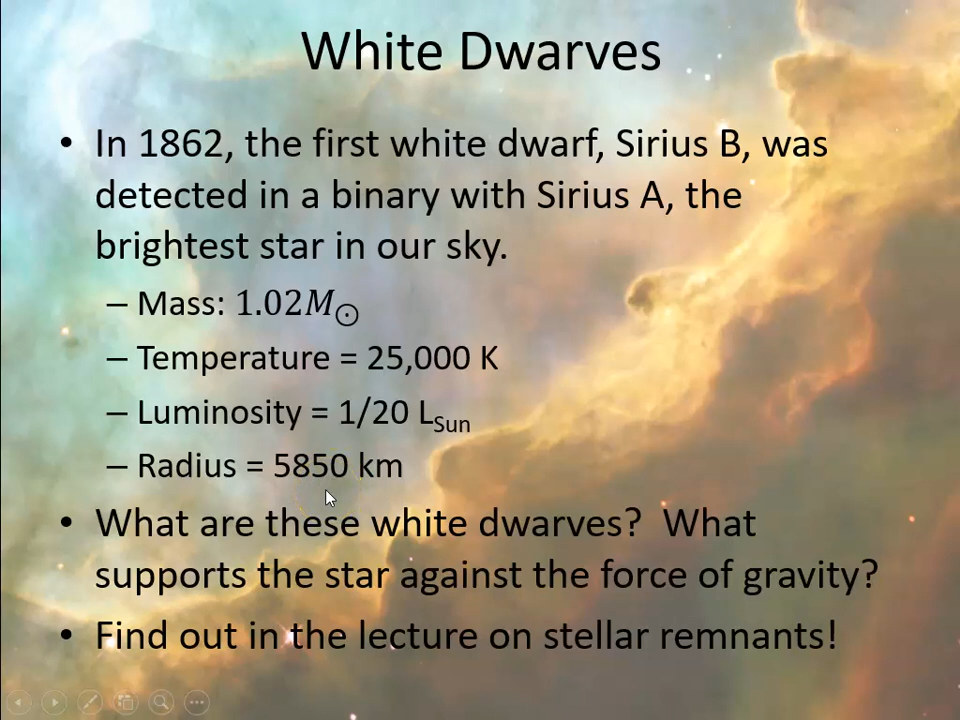 White Dwarves
• In 1862, the first white dwarf, Sirius B, was
detected in a binary with Sirius A, the
brightest star in our sky.
– Mass: 1.02M☉
– Temperature = 25,000 K
– Luminosity = 1/20 LSun
– Radius = 5850 km
• What are these white dwarves?  What
supports the star against the force of gravity?
• Find out in the lecture on stellar remnants!